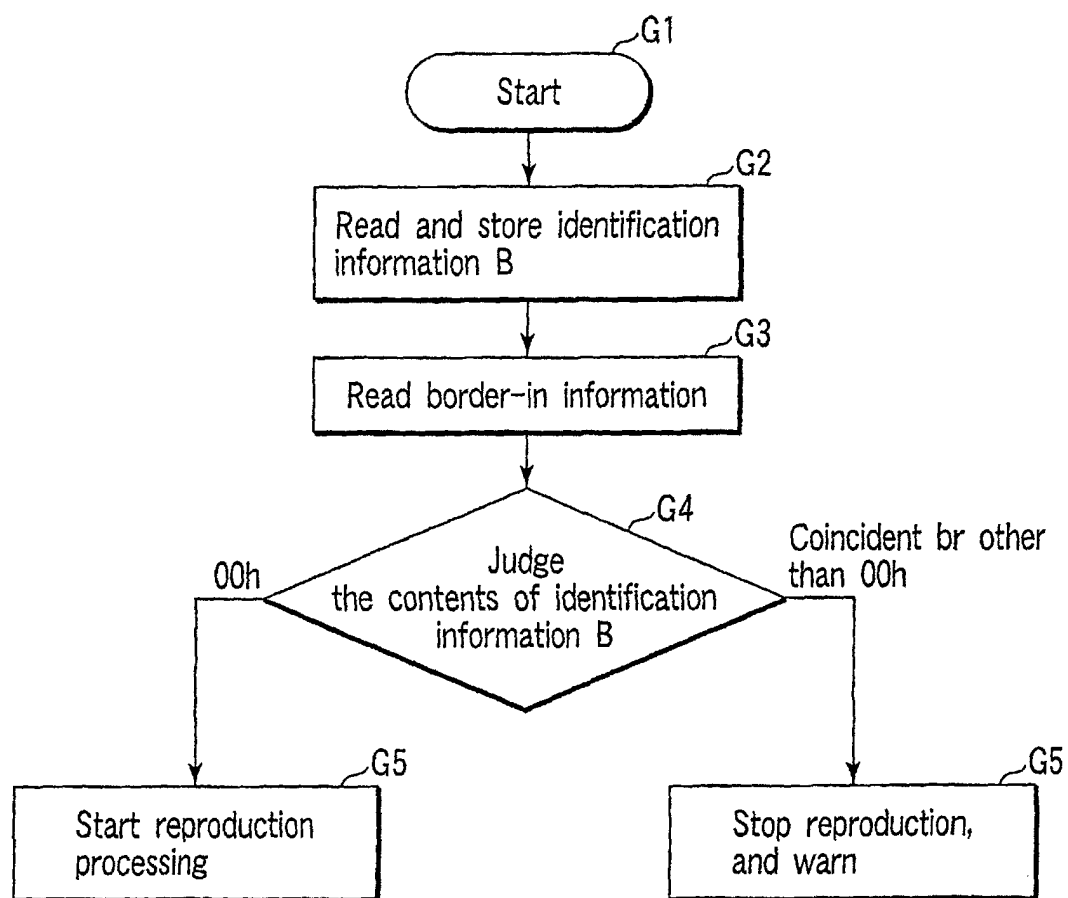 G1
Start
G2
Read and store identification
information B
G3
Read border-in information
G4
Judge
the contents of identification
information B
00h
Coincident br other
than 00h
G5
Start reproduction
processing
G5
Stop reproduction,
and warn